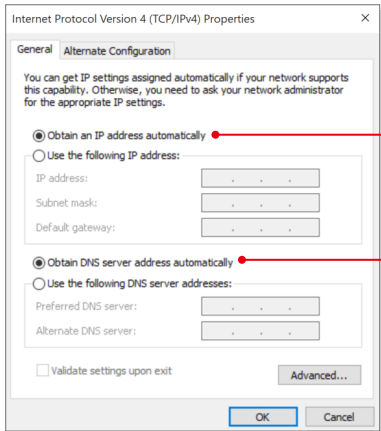 Internet Protocol Version 4 (TCP/IPv4) Properties
General Alternate Configuration
You can get IP settings assigned automatically if your network supports
this capability. Otherwise, you need to ask your network administrator
for the appropriate IP settings.
Obtain an IP address automatically
Use the following IP address:
IP address:
Subnet mask:
Default gateway:
Obtain DNS server address automatically
Use the following DNS server addresses:
Preferred DNS server:
Alternate DNS server:
Validate settings upon exit
Advanced...
OK Cancel